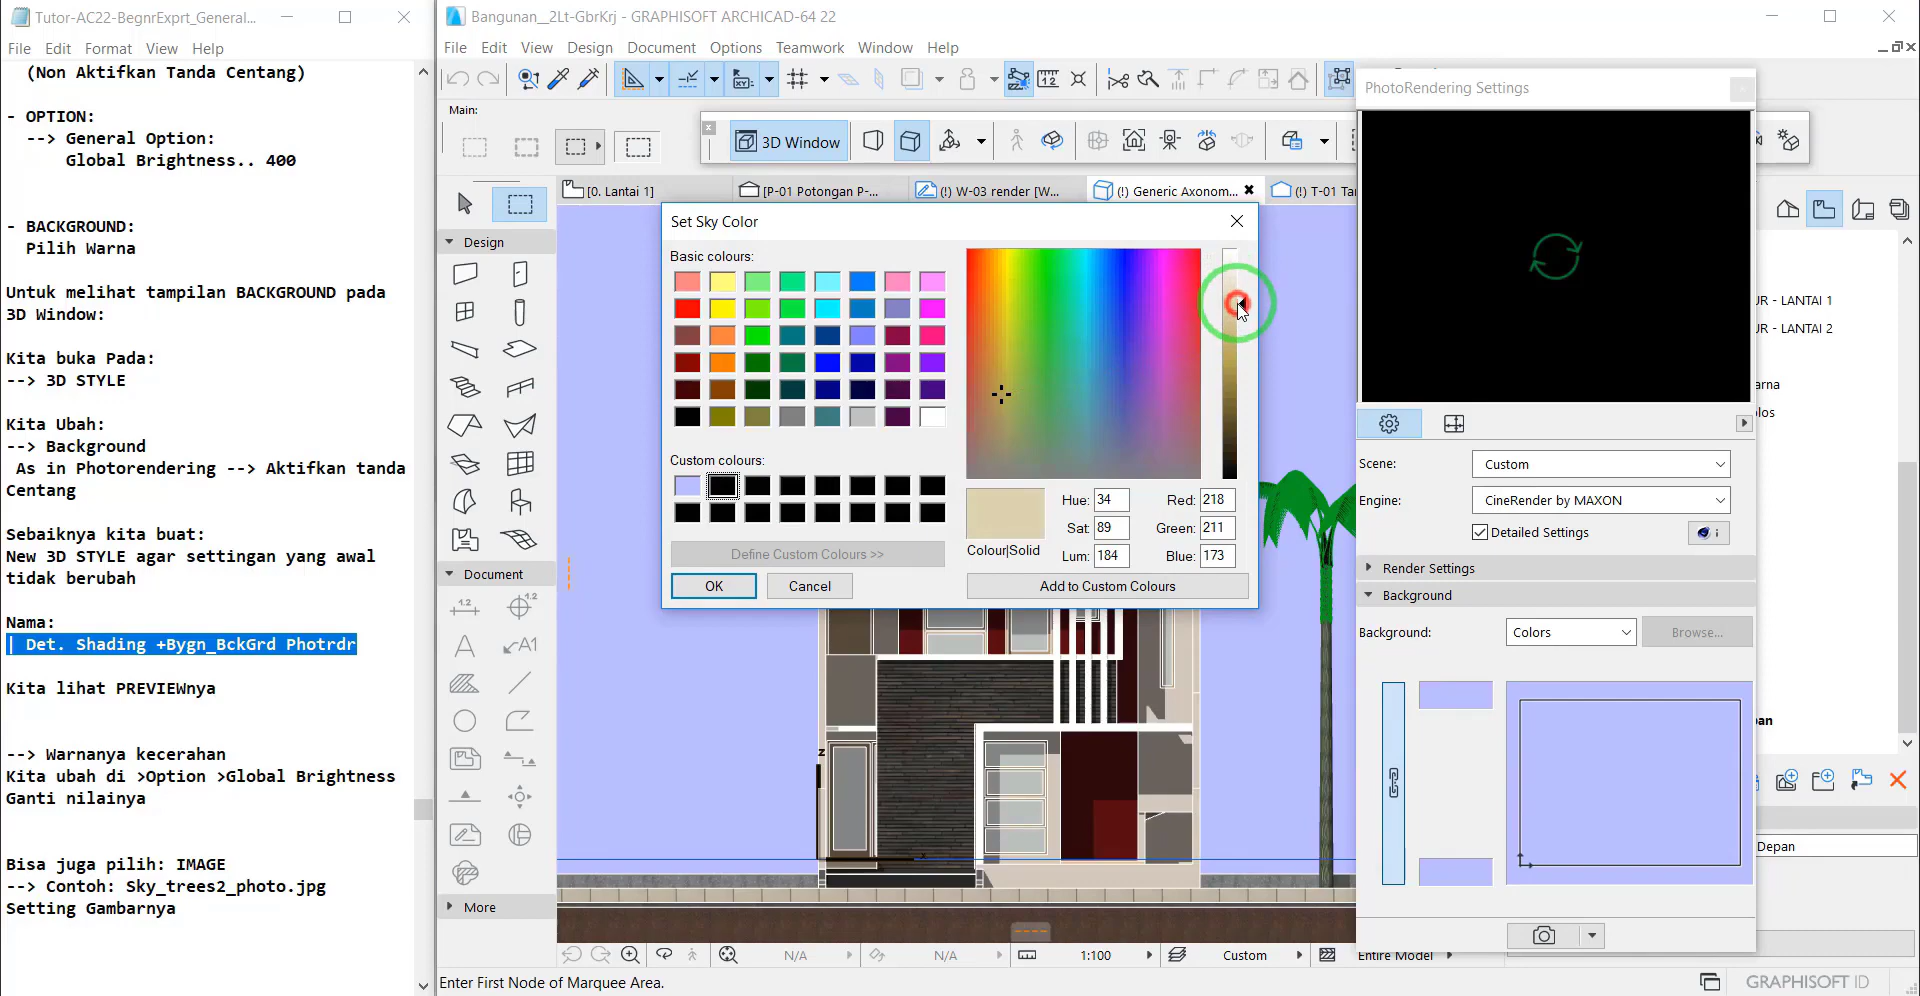 Tutor-AC22-BegnrExprt_General...
File Edit Format View Help
(Non Aktifkan Tanda Centang)
- OPTION:
--> General Option:
Global Brightness.. 400
- BACKGROUND:
Pilih Warna
Untuk melihat tampilan BACKGROUND pada
3D Window:
Kita buka Pada:
--> 3D STYLE
Kita Ubah:
--> Background
As in Photorendering --> Aktifkan tanda
Centang
Sebaiknya kita buat:
New 3D STYLE agar settingan yang awal
tidak berubah
Nama:
| Det. Shading +Bygn_BckGrd Photrdr
Kita lihat PREVIEWnya
--> Warnanya kecerahan
Kita ubah di >Option >Global Brightness
Ganti nilainya
Bisa juga pilih: IMAGE
--> Contoh: Sky_trees2_photo.jpg
Setting Gambarnya
Bangunan__2Lt-GbrKrj - GRAPHISOFT ARCHICAD-64 22
File Edit View Design Document Options Teamwork Window Help
Main:
3D Window
[0. Lantai 1]
[P-01 Potongan P-...
(!) W-03 render [W...
(!) Generic Axonom...
(!) T-01 Tar
Design
Document
More
Set Sky Color
Basic colours:
Custom colours:
Define Custom Colours >>
OK
Cancel
Hue: 34
Sat: 89
Lum: 184
Red: 218
Green: 211
Blue: 173
Colour|Solid
Add to Custom Colours
PhotoRendering Settings
Scene: Custom
Engine: CineRender by MAXON
Detailed Settings
Render Settings
Background
Background: Colors
Browse...
UR - LANTAI 1
UR - LANTAI 2
arna
los
pan
Depan
N/A
N/A
1:100
Custom
Entire Model
Enter First Node of Marquee Area.
GRAPHISOFT ID